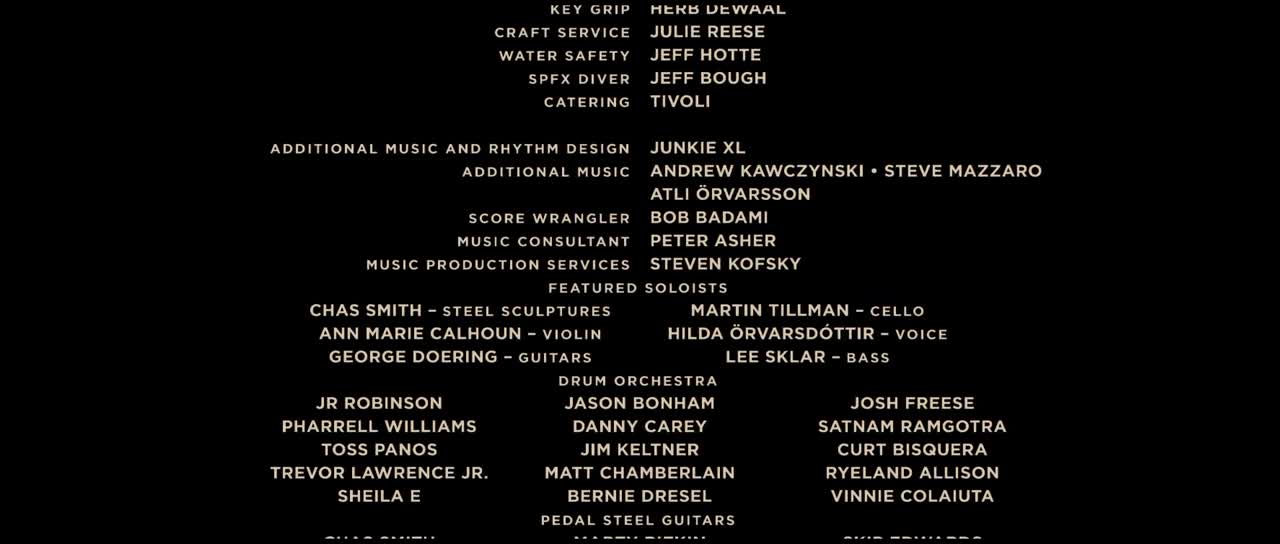 KEY GRIP HERB DEWAAL
CRAFT SERVICE JULIE REESE
WATER SAFETY JEFF HOTTE
SPFX DIVER JEFF BOUGH
CATERING TIVOLI
ADDITIONAL MUSIC AND RHYTHM DESIGN JUNKIE XL
ADDITIONAL MUSIC ANDREW KAWCZYNSKI • STEVE MAZZARO
ATLI ÖRVARSSON
SCORE WRANGLER BOB BADAMI
MUSIC CONSULTANT PETER ASHER
MUSIC PRODUCTION SERVICES STEVEN KOFSKY
FEATURED SOLOISTS
CHAS SMITH – STEEL SCULPTURES MARTIN TILLMAN – CELLO
ANN MARIE CALHOUN – VIOLIN HILDA ÖRVARSDÓTTIR – VOICE
GEORGE DOERING – GUITARS LEE SKLAR – BASS
DRUM ORCHESTRA
JR ROBINSON JASON BONHAM JOSH FREESE
PHARRELL WILLIAMS DANNY CAREY SATNAM RAMGOTRA
TOSS PANOS JIM KELTNER CURT BISQUERA
TREVOR LAWRENCE JR. MATT CHAMBERLAIN RYELAND ALLISON
SHEILA E BERNIE DRESEL VINNIE COLAIUTA
PEDAL STEEL GUITARS